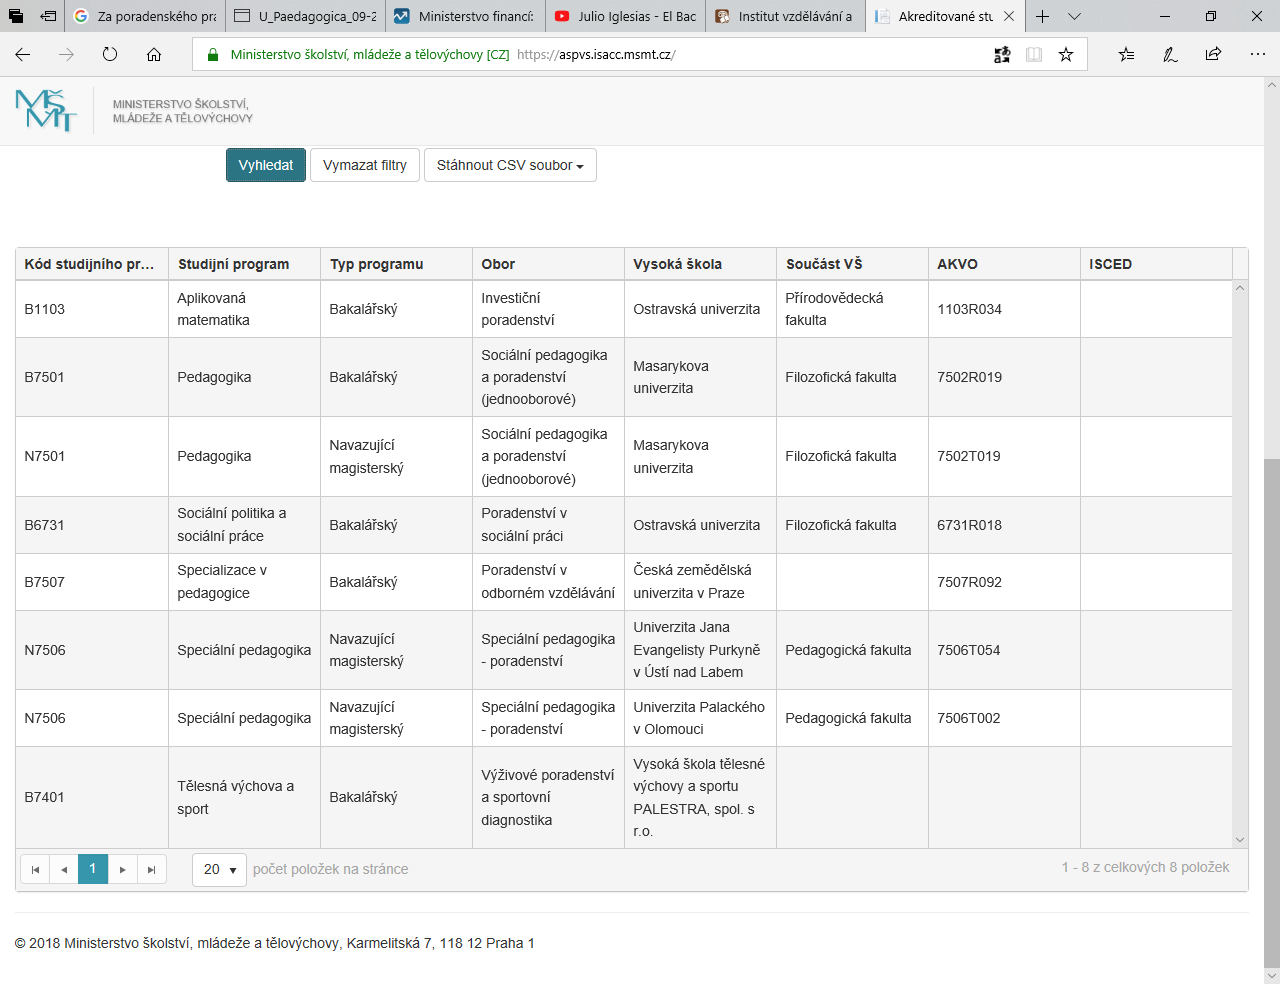 Za poradenského pra
U_Paedagogica_09-2
Ministerstvo financí:
Julio Iglesias - El Bac
Institut vzdělávání a
Akreditované stu
Ministerstvo školství, mládeže a tělovýchovy [CZ] https://aspvs.isacc.msmt.cz/
MŠMT
MINISTERSTVO ŠKOLSTVÍ,
MLÁDEŽE A TĚLOVÝCHOVY
Vyhledat Vymazat filtry Stáhnout CSV soubor
Kód studijního pr... Studijní program Typ programu Obor Vysoká škola Součást VŠ AKVO ISCED
B1103 Aplikovaná matematika Bakalářský Investiční poradenství Ostravská univerzita Přírodovědecká fakulta 1103R034
B7501 Pedagogika Bakalářský Sociální pedagogika a poradenství (jednooborové) Masarykova univerzita Filozofická fakulta 7502R019
N7501 Pedagogika Navazující magisterský Sociální pedagogika a poradenství (jednooborové) Masarykova univerzita Filozofická fakulta 7502T019
B6731 Sociální politika a sociální práce Bakalářský Poradenství v sociální práci Ostravská univerzita Filozofická fakulta 6731R018
B7507 Specializace v pedagogice Bakalářský Poradenství v odborném vzdělávání Česká zemědělská univerzita v Praze 7507R092
N7506 Speciální pedagogika Navazující magisterský Speciální pedagogika - poradenství Univerzita Jana Evangelisty Purkyně v Ústí nad Labem Pedagogická fakulta 7506T054
N7506 Speciální pedagogika Navazující magisterský Speciální pedagogika - poradenství Univerzita Palackého v Olomouci Pedagogická fakulta 7506T002
B7401 Tělesná výchova a sport Bakalářský Výživové poradenství a sportovní diagnostika Vysoká škola tělesné výchovy a sportu PALESTRA, spol. s r.o.
1 20 počet položek na stránce 1 - 8 z celkových 8 položek
© 2018 Ministerstvo školství, mládeže a tělovýchovy, Karmelitská 7, 118 12 Praha 1